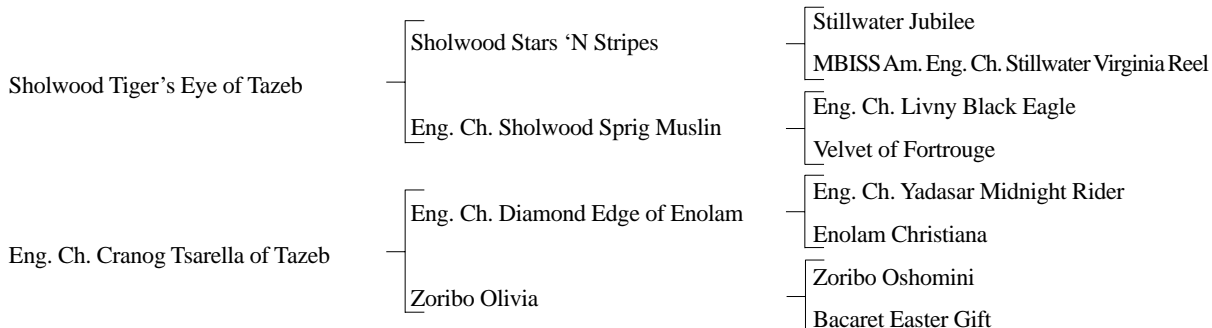 Stillwater Jubilee
Sholwood Stars ‘N Stripes
MBISS Am. Eng. Ch. Stillwater Virginia Reel
Sholwood Tiger’s Eye of Tazeb
Eng. Ch. Livny Black Eagle
Eng. Ch. Sholwood Sprig Muslin
Velvet of Fortrouge
Eng. Ch. Yadasar Midnight Rider
Eng. Ch. Diamond Edge of Enolam
Enolam Christiana
Eng. Ch. Cranog Tsarella of Tazeb
Zoribo Oshomini
Zoribo Olivia
Bacaret Easter Gift